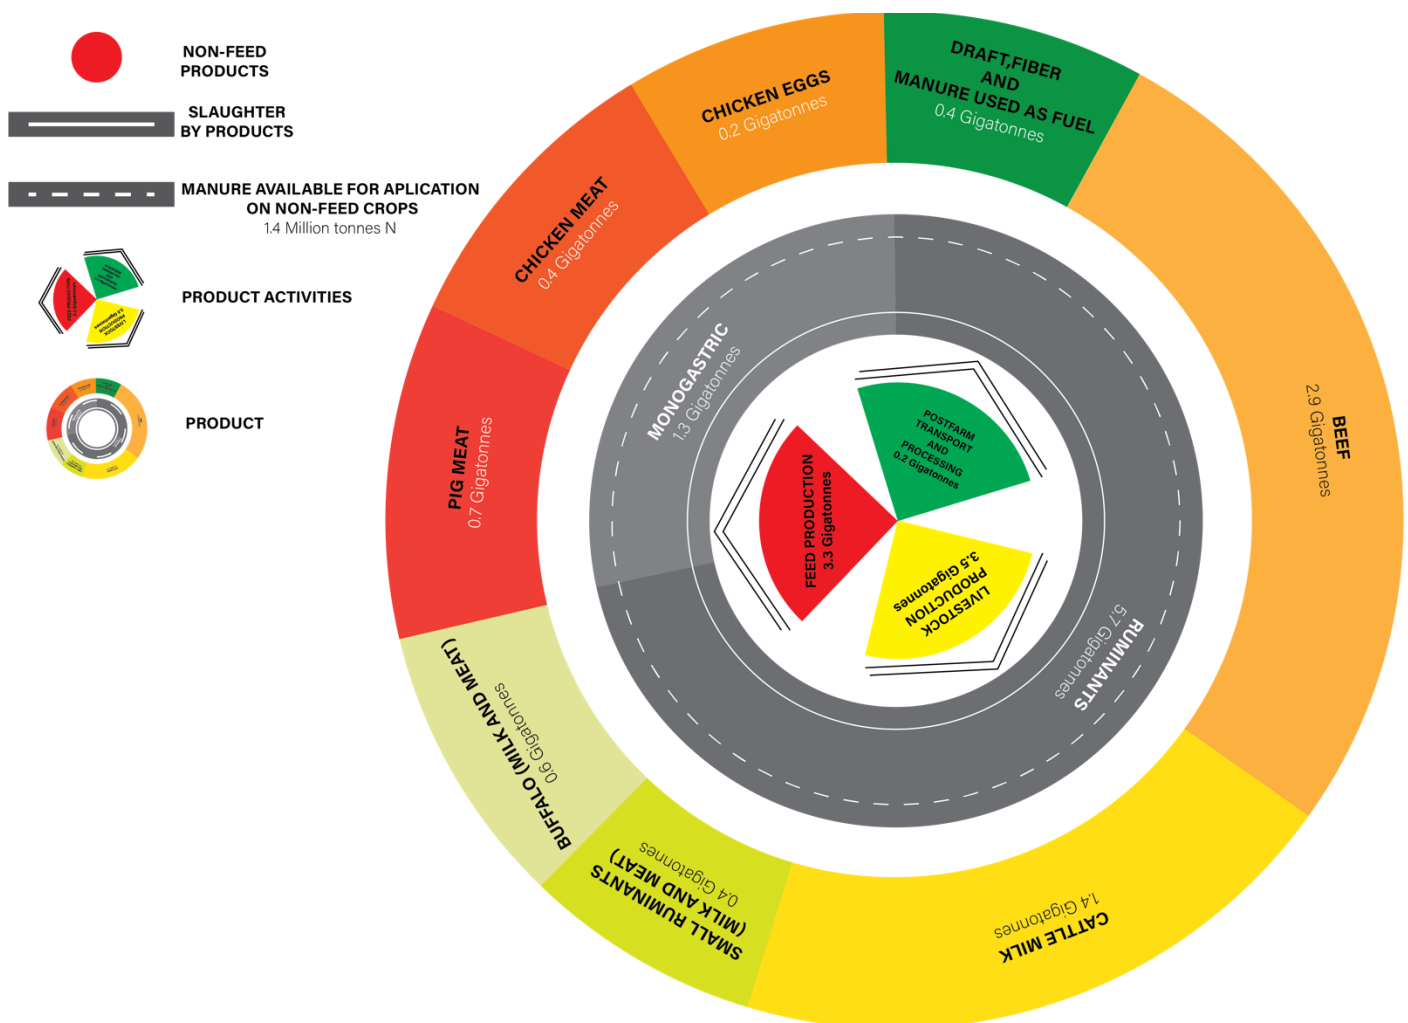 NON-FEED
PRODUCTS
SLAUGHTER
BY PRODUCTS
MANURE AVAILABLE FOR APLICATION
ON NON-FEED CROPS
1.4 Million tonnes N
PRODUCT ACTIVITIES
PRODUCT
DRAFT,FIBER
AND
MANURE USED AS FUEL
0.4 Gigatonnes
BEEF
2.9 Gigatonnes
CATTLE MILK
1.4 Gigatonnes
SMALL RUMINANTS
(MILK AND MEAT)
0.4 Gigatonnes
BUFFALO (MILK AND MEAT)
0.6 Gigatonnes
PIG MEAT
0.7 Gigatonnes
CHICKEN MEAT
0.4 Gigatonnes
CHICKEN EGGS
0.2 Gigatonnes
MONOGASTRIC
1.3 Gigatonnes
RUMINANTS
5.7 Gigatonnes
POSTFARM
TRANSPORT
AND
PROCESSING
0.2 Gigatonnes
FEED PRODUCTION
3.3 Gigatonnes
LIVESTOCK
PRODUCTION
3.5 Gigatonnes